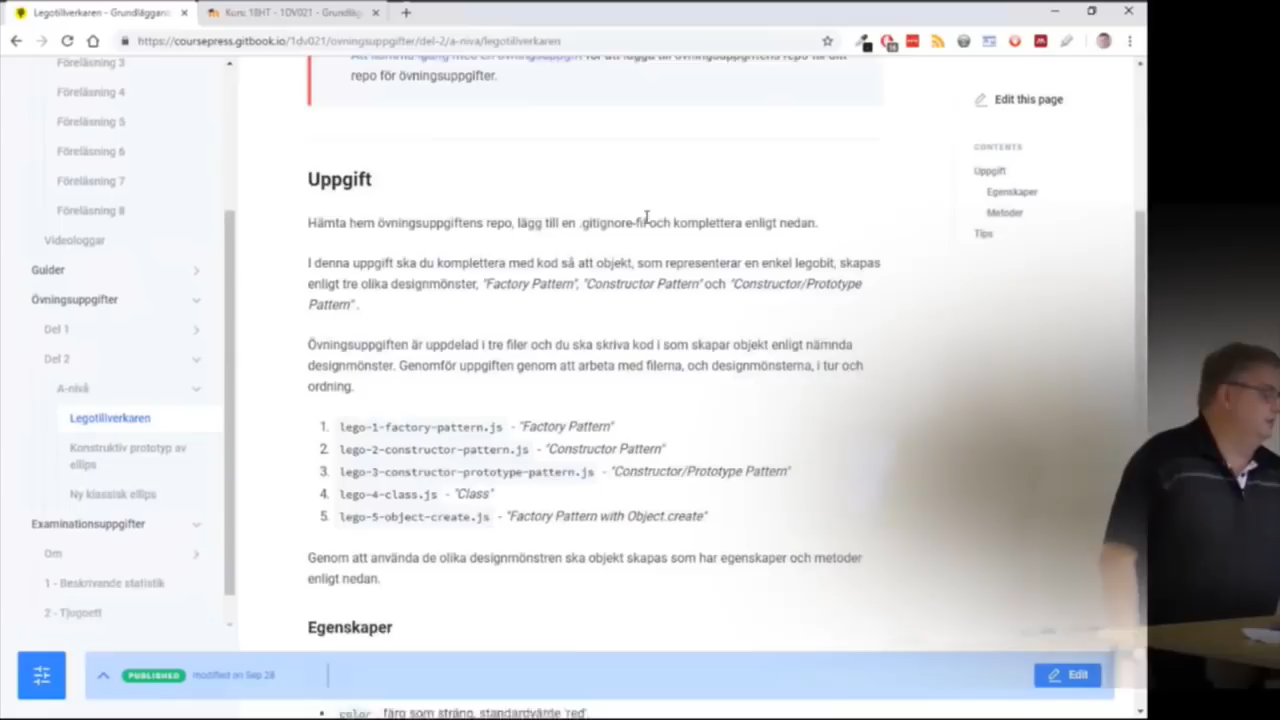 Legotillverkaren - Grundläggan
Kurs 18HT - 1DV021 - Grundläg
https://coursepress.gitbook.io/1dv021/ovningsuppgifter/del-2/a-niva/legotillverkaren
Föreläsning 3
Föreläsning 4
Föreläsning 5
Föreläsning 6
Föreläsning 7
Föreläsning 8
Videologgar
Guider
Övningsuppgifter
Del 1
Del 2
A-nivå
Legotillverkaren
Konstruktiv prototyp av
ellips
Ny klassisk ellips
Examinationsuppgifter
Om
1 - Beskrivande statistik
2 - Tjugoett
repo för övningsuppgifter.
Uppgift
Hämta hem övningsuppgiftens repo, lägg till en .gitignore-fil och komplettera enligt nedan.
I denna uppgift ska du komplettera med kod så att objekt, som representerar en enkel legobit, skapas
enligt tre olika designmönster, "Factory Pattern", "Constructor Pattern" och "Constructor/Prototype
Pattern" .
Övningsuppgiften är uppdelad i tre filer och du ska skriva kod i som skapar objekt enligt nämnda
designmönster. Genomför uppgiften genom att arbeta med filerna, och designmönsterna, i tur och
ordning.
1. lego-1-factory-pattern.js - "Factory Pattern"
2. lego-2-constructor-pattern.js - "Constructor Pattern"
3. lego-3-constructor-prototype-pattern.js - "Constructor/Prototype Pattern"
4. lego-4-class.js - "Class"
5. lego-5-object-create.js - "Factory Pattern with Object.create"
Genom att använda de olika designmönstren ska objekt skapas som har egenskaper och metoder
enligt nedan.
Egenskaper
• color färg som sträng, standardvärde 'red'.
Edit this page
CONTENTS
Uppgift
Egenskaper
Metoder
Tips
PUBLISHED modified on Sep 28
Edit